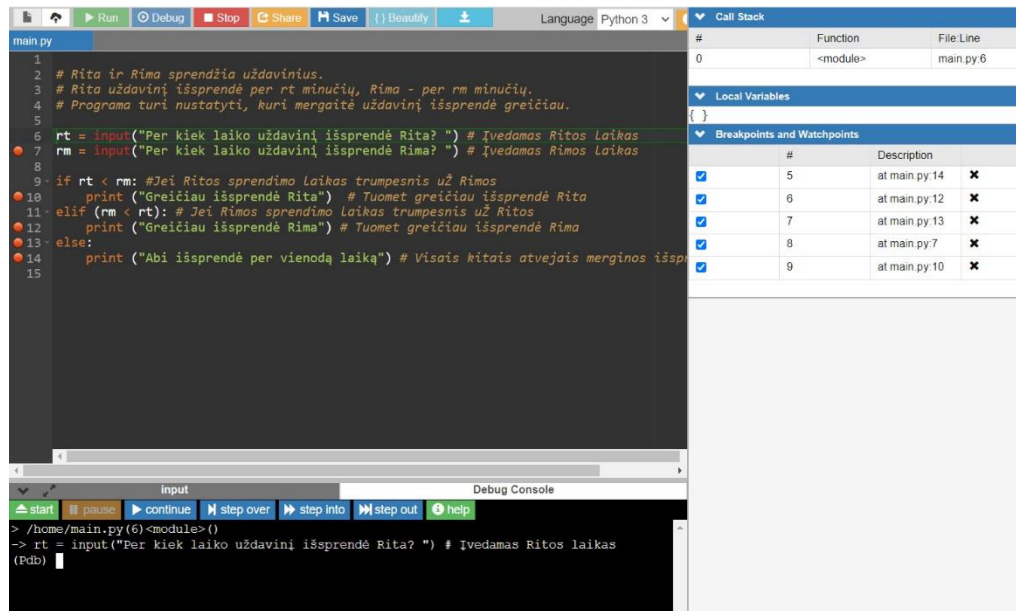 Run Debug Stop Share Save { } Beautify Language Python 3
main.py
1
2 # Rita ir Rima sprendžia uždavinius.
3 # Rita uždavinį išsprendė per rt minučių, Rima - per rm minučių.
4 # Programa turi nustatyti, kuri mergaitė uždavinį išsprendė greičiau.
5
6 rt = input("Per kiek laiko uždavinį išsprendė Rita? ") # Įvedamas Ritos Laikas
7 rm = input("Per kiek laiko uždavinį išsprendė Rima? ") # Įvedamas Rimos Laikas
8
9 if rt < rm: #Jei Ritos sprendimo Laikas trumpesnis uŽ Rimos
10 print ("Greičiau išsprendė Rita") # Tuomet greičiau išsprendė Rita
11 elif (rm < rt): # Jei Rimos sprendimo Laikas trumpesnis uŽ Ritos
12 print ("Greičiau išsprendė Rima") # Tuomet greičiau išsprendė Rima
13 else:
14 print ("Abi išsprendė per vienodą laiką") # Visais kitais atvejais merginos išspr
15
Call Stack
# Function File:Line
0 <module> main.py:6
Local Variables
{ }
Breakpoints and Watchpoints
# Description
5 at main.py:14
6 at main.py:12
7 at main.py:13
8 at main.py:7
9 at main.py:10
input Debug Console
start pause continue step over step into step out help
> /home/main.py(6)<module>()
-> rt = input("Per kiek laiko uždavinį išsprendė Rita? ") # Įvedamas Ritos laikas
(Pdb)